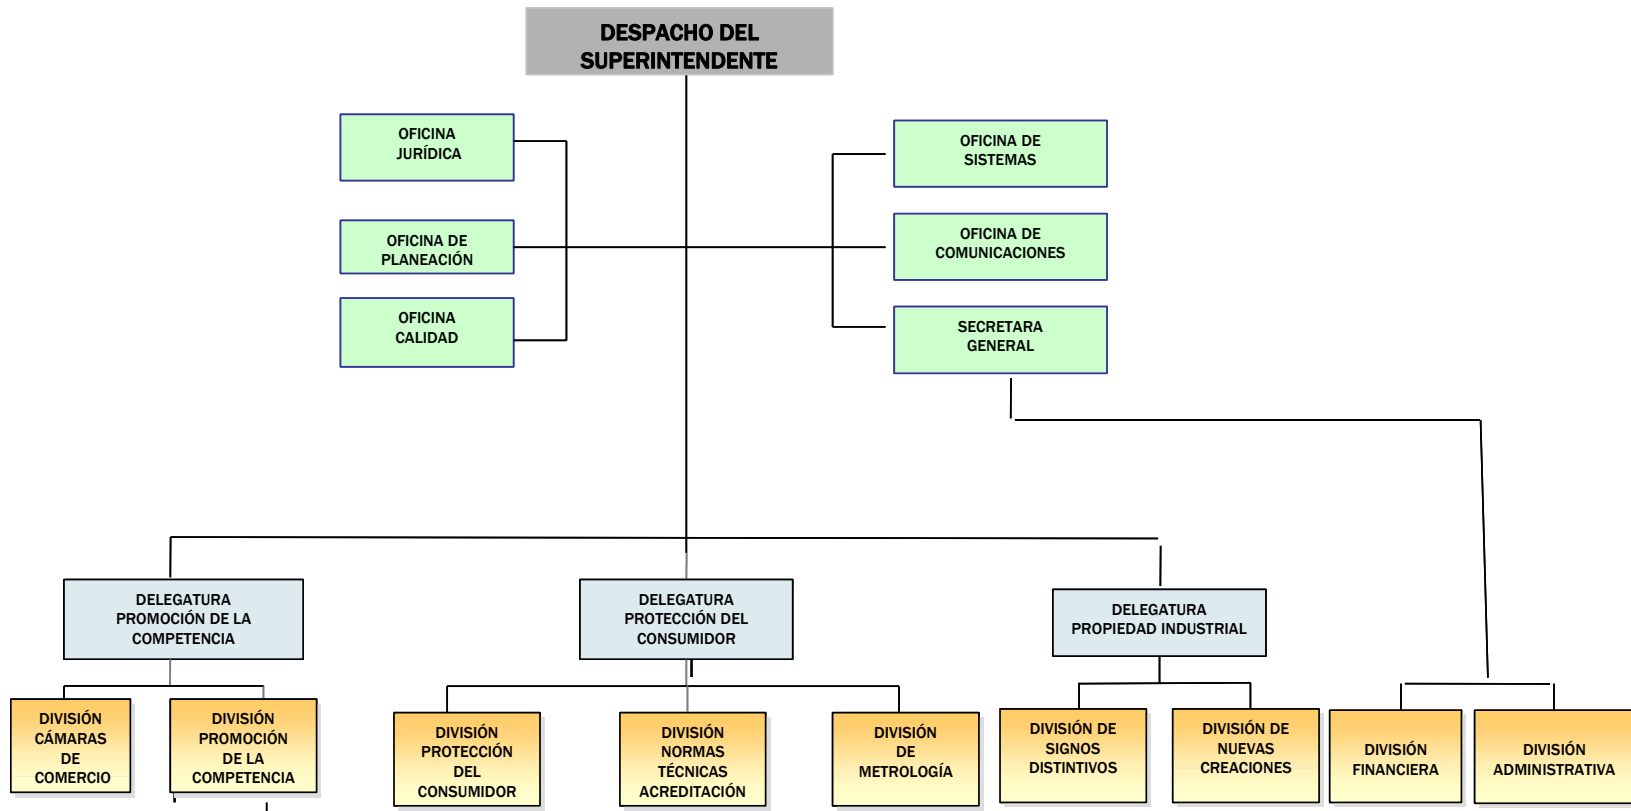 DESPACHO DEL
SUPERINTENDENTE
OFICINA
JURÍDICA
OFICINA DE
SISTEMAS
OFICINA DE
PLANEACIÓN
OFICINA DE
COMUNICACIONES
OFICINA
CALIDAD
SECRETARA
GENERAL
DELEGATURA
PROMOCIÓN DE LA
COMPETENCIA
DELEGATURA
PROTECCIÓN DEL
CONSUMIDOR
DELEGATURA
PROPIEDAD INDUSTRIAL
DIVISIÓN
CÁMARAS
DE
COMERCIO
DIVISIÓN
PROMOCIÓN
DE LA
COMPETENCIA
DIVISIÓN
PROTECCIÓN
DEL
CONSUMIDOR
DIVISIÓN
NORMAS
TÉCNICAS
ACREDITACIÓN
DIVISIÓN
DE
METROLOGÍA
DIVISIÓN DE
SIGNOS
DISTINTIVOS
DIVISIÓN DE
NUEVAS
CREACIONES
DIVISIÓN
FINANCIERA
DIVISIÓN
ADMINISTRATIVA